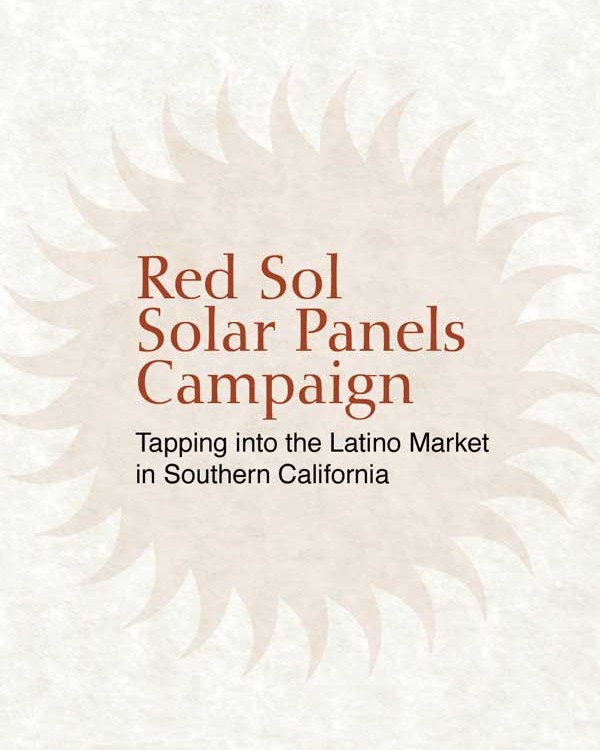 Red Sol
Solar Panels
Campaign
Tapping into the Latino Market
in Southern California